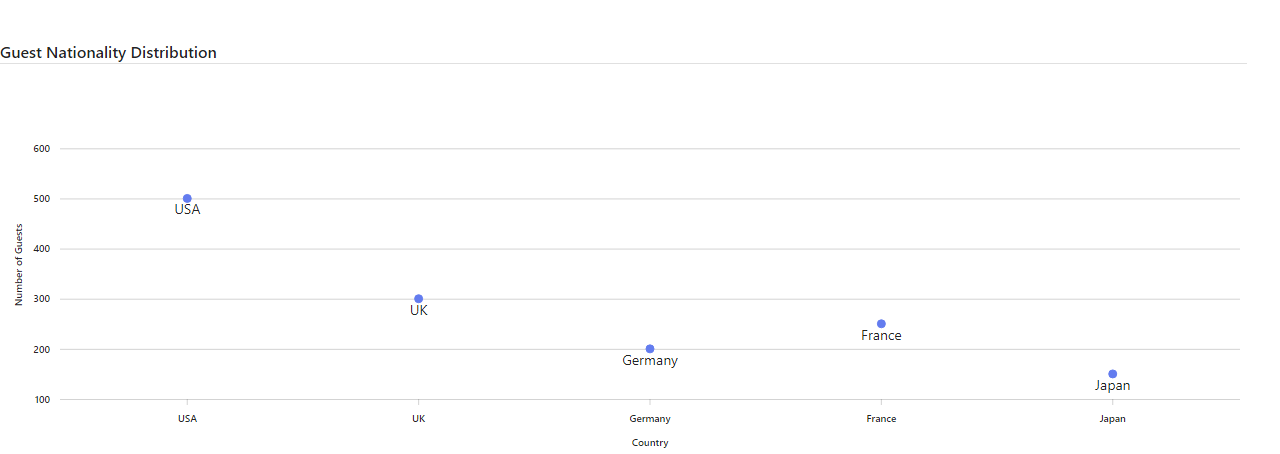 Guest Nationality Distribution
600
500
400
300
200
100
Number of Guests
USA
UK
Germany
France
Japan
USA
UK
Germany
France
Japan
Country